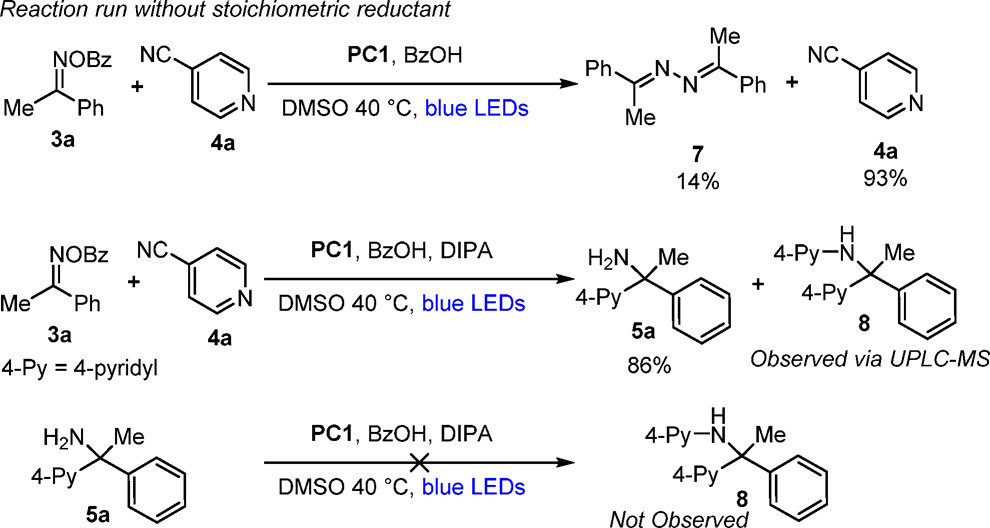 Reaction run without stoichiometric reductant
NOBz
Me
Ph
3a
+
NC
N
4a
PC1, BzOH
DMSO 40 °C, blue LEDs
Me
Ph
N
N
Ph
Me
7
14%
+
NC
N
4a
93%
NOBz
Me
Ph
3a
+
NC
N
4a
4-Py = 4-pyridyl
PC1, BzOH, DIPA
DMSO 40 °C, blue LEDs
H2N
Me
4-Py
5a
86%
+
H
4-Py
N
Me
4-Py
8
Observed via UPLC-MS
H2N
Me
4-Py
5a
PC1, BzOH, DIPA
DMSO 40 °C, blue LEDs
H
4-Py
N
Me
4-Py
8
Not Observed